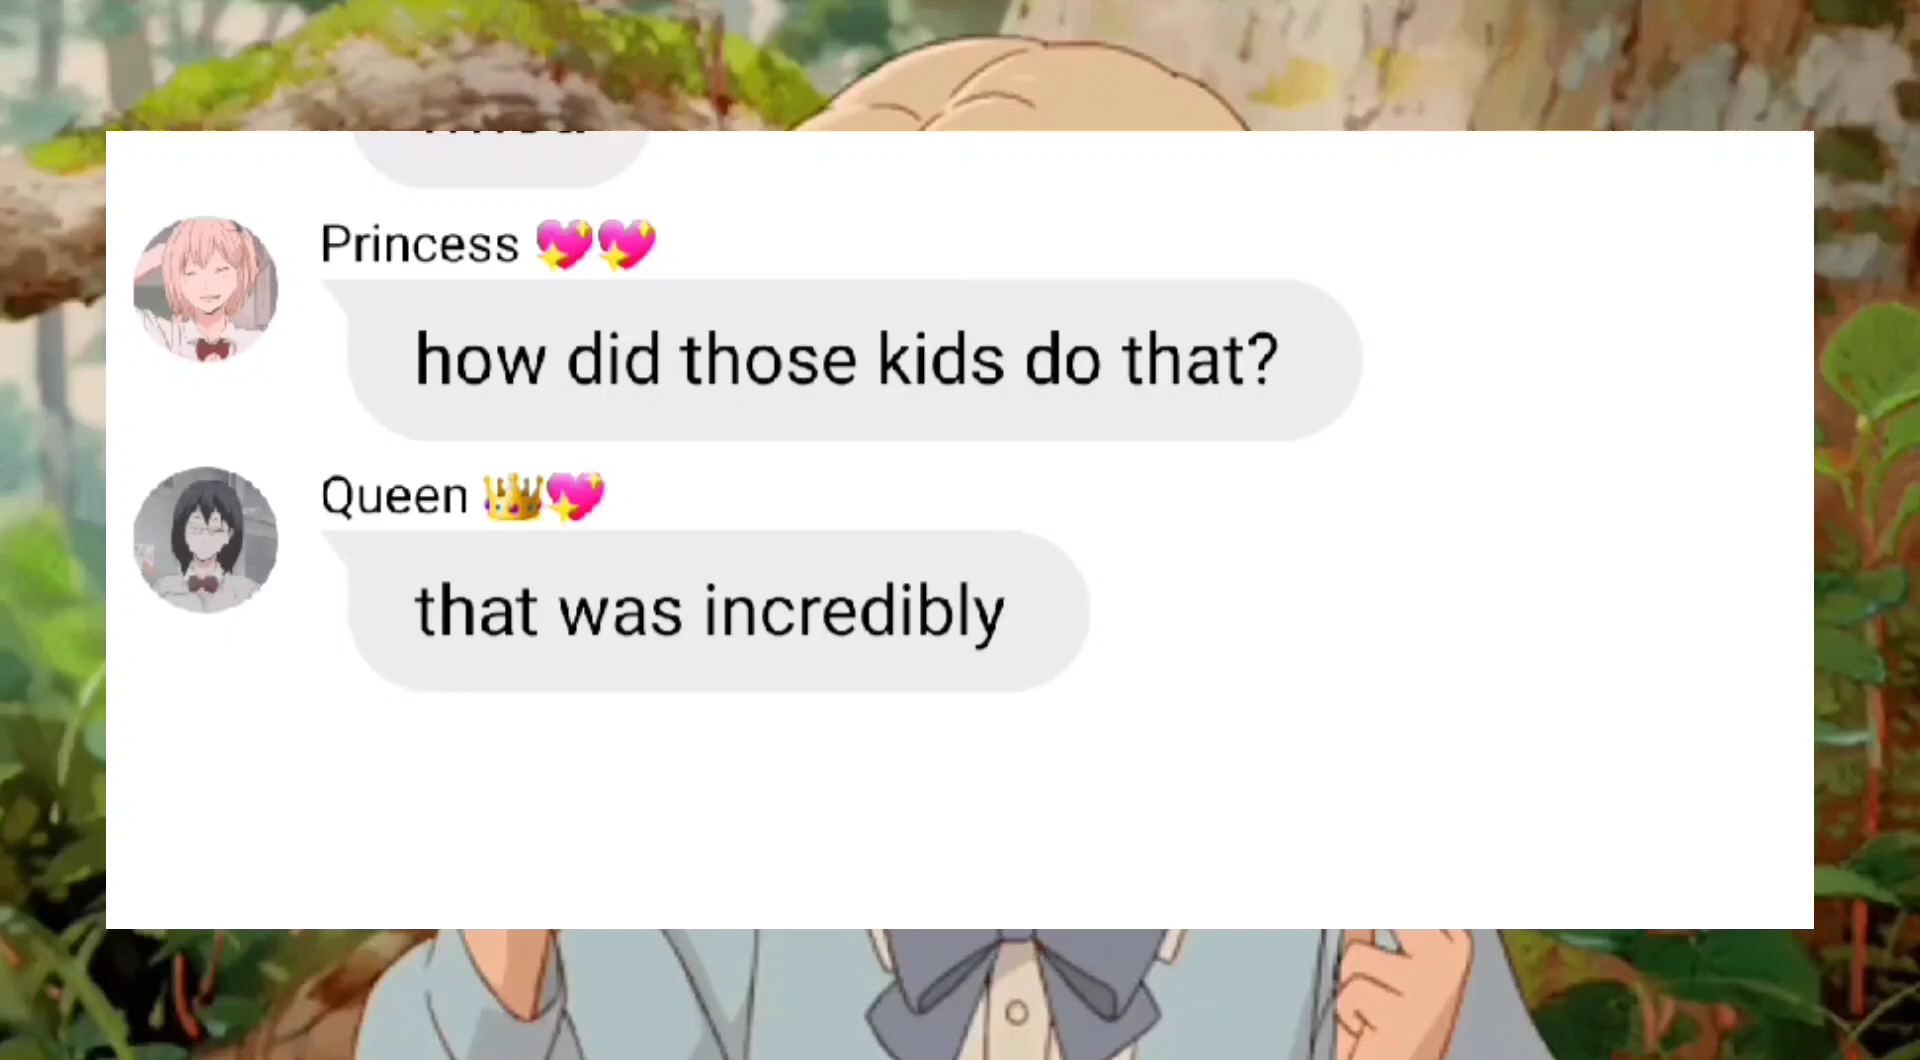 Princess 💖💖
how did those kids do that?
Queen 👑💖
that was incredibly